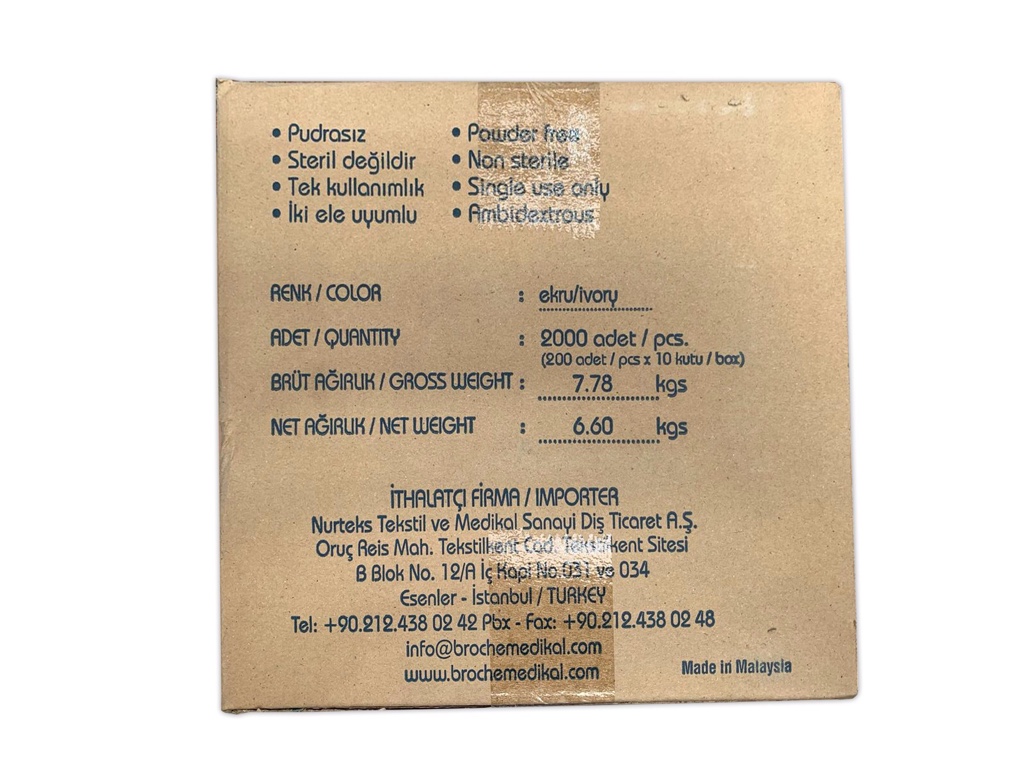 • Pudrasız
• Steril değildir
• Tek kullanımlık
• İki ele uyumlu
• Powder free
• Non sterile
• Single use only
• Ambidextrous
RENK / COLOR : ekru/ivory
ADET / QUANTITY : 2000 adet / pcs.
(200 adet / pcs x 10 kutu / box)
BRÜT AĞIRLIK / GROSS WEIGHT : 7.78 kgs
NET AĞIRLIK / NET WEIGHT : 6.60 kgs
İTHALATÇI FİRMA / IMPORTER
Nurteks Tekstil ve Medikal Sanayi Diş Ticaret A.Ş.
Oruç Reis Mah. Tekstilkent Cad. Tekstilkent Sitesi
B Blok No. 12/A İç Kapi No.031 ve 034
Esenler - İstanbul / TURKEY
Tel: +90.212.438 02 42 Pbx - Fax: +90.212.438 02 48
info@brochemedikal.com
www.brochemedikal.com
Made in Malaysia